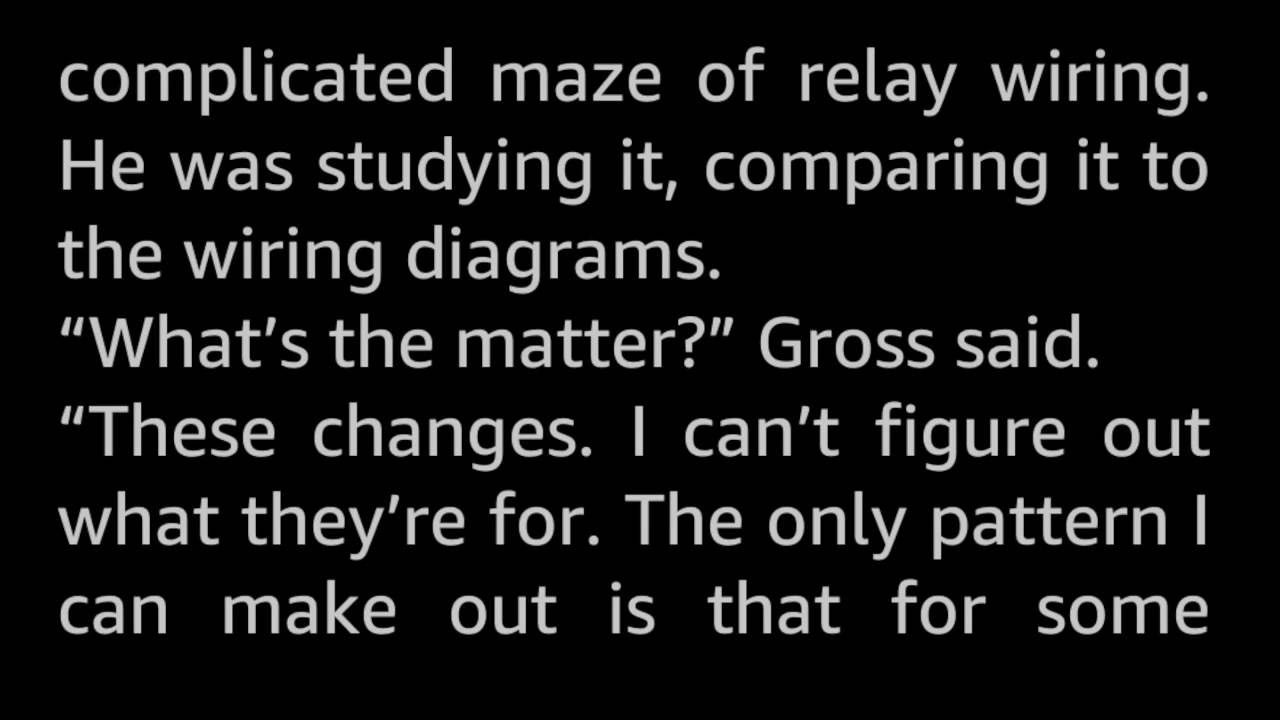 complicated maze of relay wiring.
He was studying it, comparing it to
the wiring diagrams.
“What’s the matter?” Gross said.
“These changes. I can’t figure out
what they’re for. The only pattern I
can make out is that for some